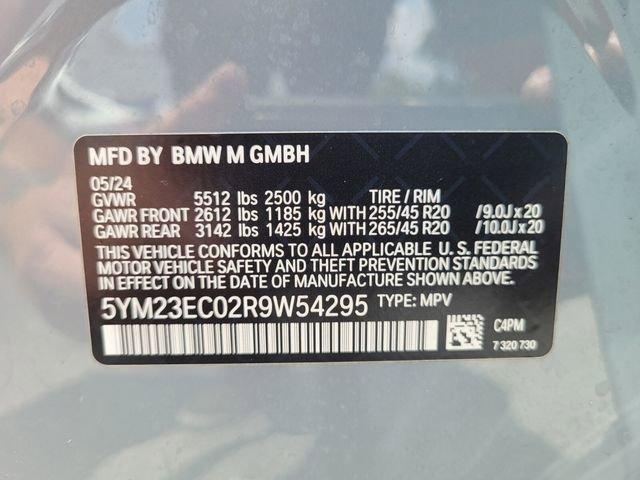 MFD BY BMW M GMBH
05/24
GVWR 5512 lbs 2500 kg TIRE / RIM
GAWR FRONT 2612 lbs 1185 kg WITH 255/45 R20 /9.0J x 20
GAWR REAR 3142 lbs 1425 kg WITH 265/45 R20 /10.0J x 20
THIS VEHICLE CONFORMS TO ALL APPLICABLE U. S. FEDERAL
MOTOR VEHICLE SAFETY AND THEFT PREVENTION STANDARDS
IN EFFECT ON THE DATE OF MANUFACTURE SHOWN ABOVE.
5YM23EC02R9W54295 TYPE: MPV
C4PM
7 320 730